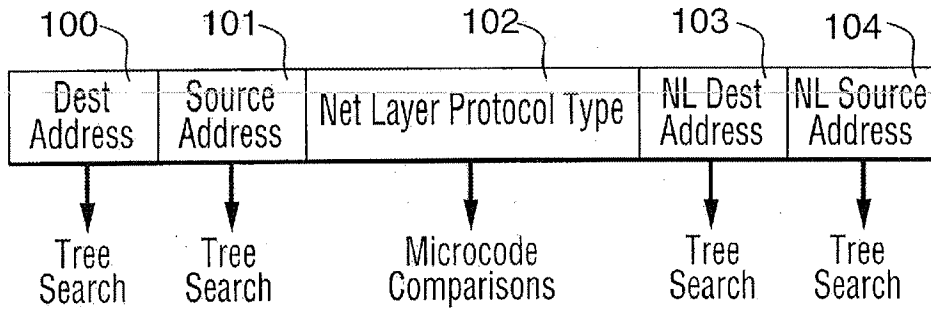 100 101 102 103 104
Dest Source Net Layer Protocol Type NL Dest NL Source
Address Address Address Address
Tree Tree Microcode Tree Tree
Search Search Comparisons Search Search